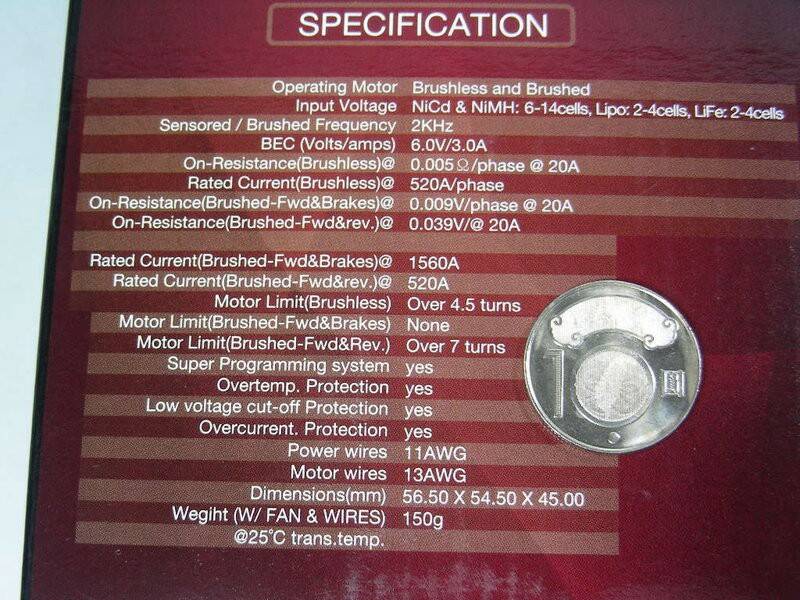 SPECIFICATION
Operating Motor Brushless and Brushed
Input Voltage NiCd & NiMH: 6-14cells, Lipo: 2-4cells, LiFe: 2-4cells
Sensored / Brushed Frequency 2KHz
BEC (Volts/amps) 6.0V/3.0A
On-Resistance(Brushless)@ 0.005Ω/phase @ 20A
Rated Current(Brushless)@ 520A/phase
On-Resistance(Brushed-Fwd&Brakes)@ 0.009V/phase @ 20A
On-Resistance(Brushed-Fwd&rev.)@ 0.039V/@ 20A
Rated Current(Brushed-Fwd&Brakes)@ 1560A
Rated Current(Brushed-Fwd&rev.)@ 520A
Motor Limit(Brushless) Over 4.5 turns
Motor Limit(Brushed-Fwd&Brakes) None
Motor Limit(Brushed-Fwd&Rev.) Over 7 turns
Super Programming system yes
Overtemp. Protection yes
Low voltage cut-off Protection yes
Overcurrent. Protection yes
Power wires 11AWG
Motor wires 13AWG
Dimensions(mm) 56.50 X 54.50 X 45.00
Wegiht (W/ FAN & WIRES) 150g
@25°C trans.temp.
10